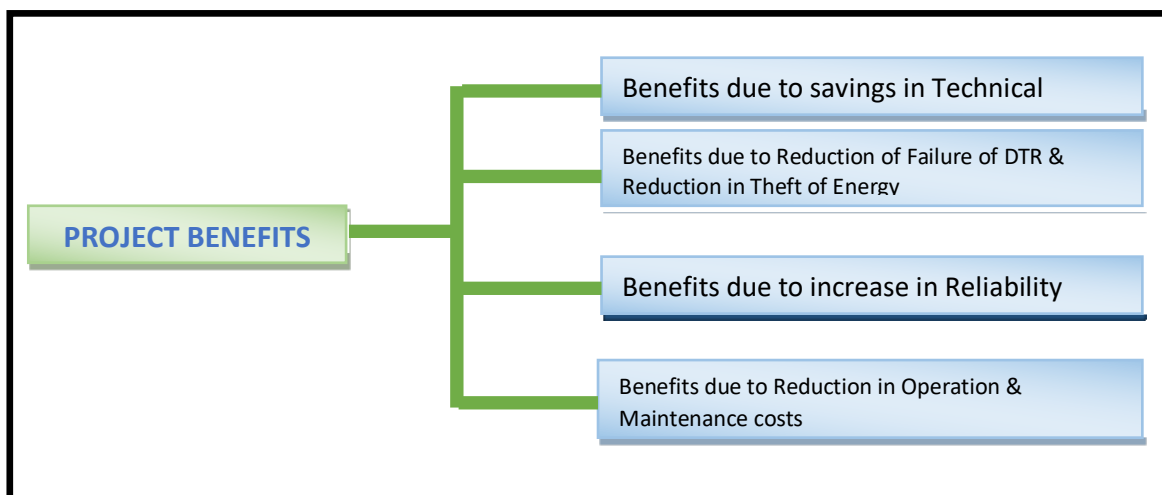 Benefits due to savings in Technical
Benefits due to Reduction of Failure of DTR &
Reduction in Theft of Energy
PROJECT BENEFITS
Benefits due to increase in Reliability
Benefits due to Reduction in Operation &
Maintenance costs